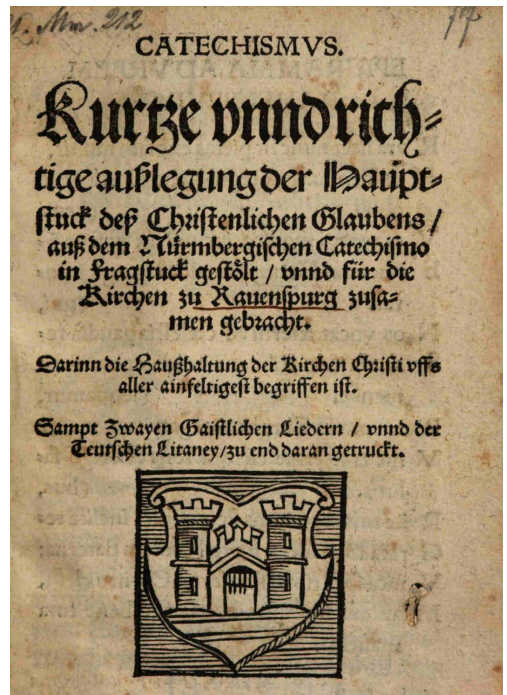 Mn. 212
CATECHISMVS.
Kurtze vnnd rich⸗
tige außlegung der Haupt⸗
stuck deß Christenlichen Glaubens /
auß dem Nürmbergischen Catechismo
in Fragstuck gestölt / vnnd für die
Kirchen zu Rauenspurg zusa⸗
men gebracht.
Darinn die Haußhaltung der Kirchen Christi vffs
aller ainfeltigest begriffen ist.
Sampt Zwayen Gaistlichen Liedern / vnnd der
Teutschen Litaney / zu end daran getruckt.